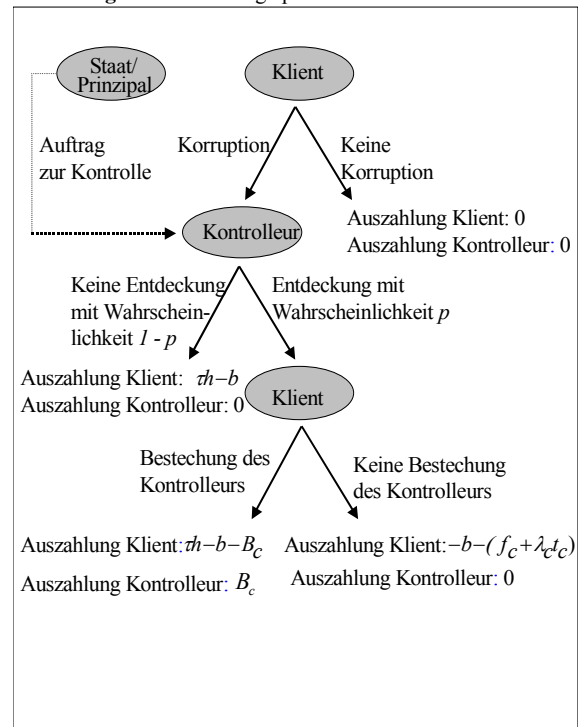 Staat/
Prinzipal
Klient
Auftrag
zur Kontrolle
Korruption
Keine
Korruption
Kontrolleur
Auszahlung Klient: 0
Auszahlung Kontrolleur: 0
Keine Entdeckung
mit Wahrschein-
lichkeit 1 - p
Entdeckung mit
Wahrscheinlichkeit p
Auszahlung Klient: τh−b
Auszahlung Kontrolleur: 0
Klient
Bestechung des
Kontrolleurs
Keine Bestechung
des Kontrolleurs
Auszahlung Klient: τh−b−B_c
Auszahlung Kontrolleur: B_c
Auszahlung Klient: −b−(f_c+λ_c t_c)
Auszahlung Kontrolleur: 0